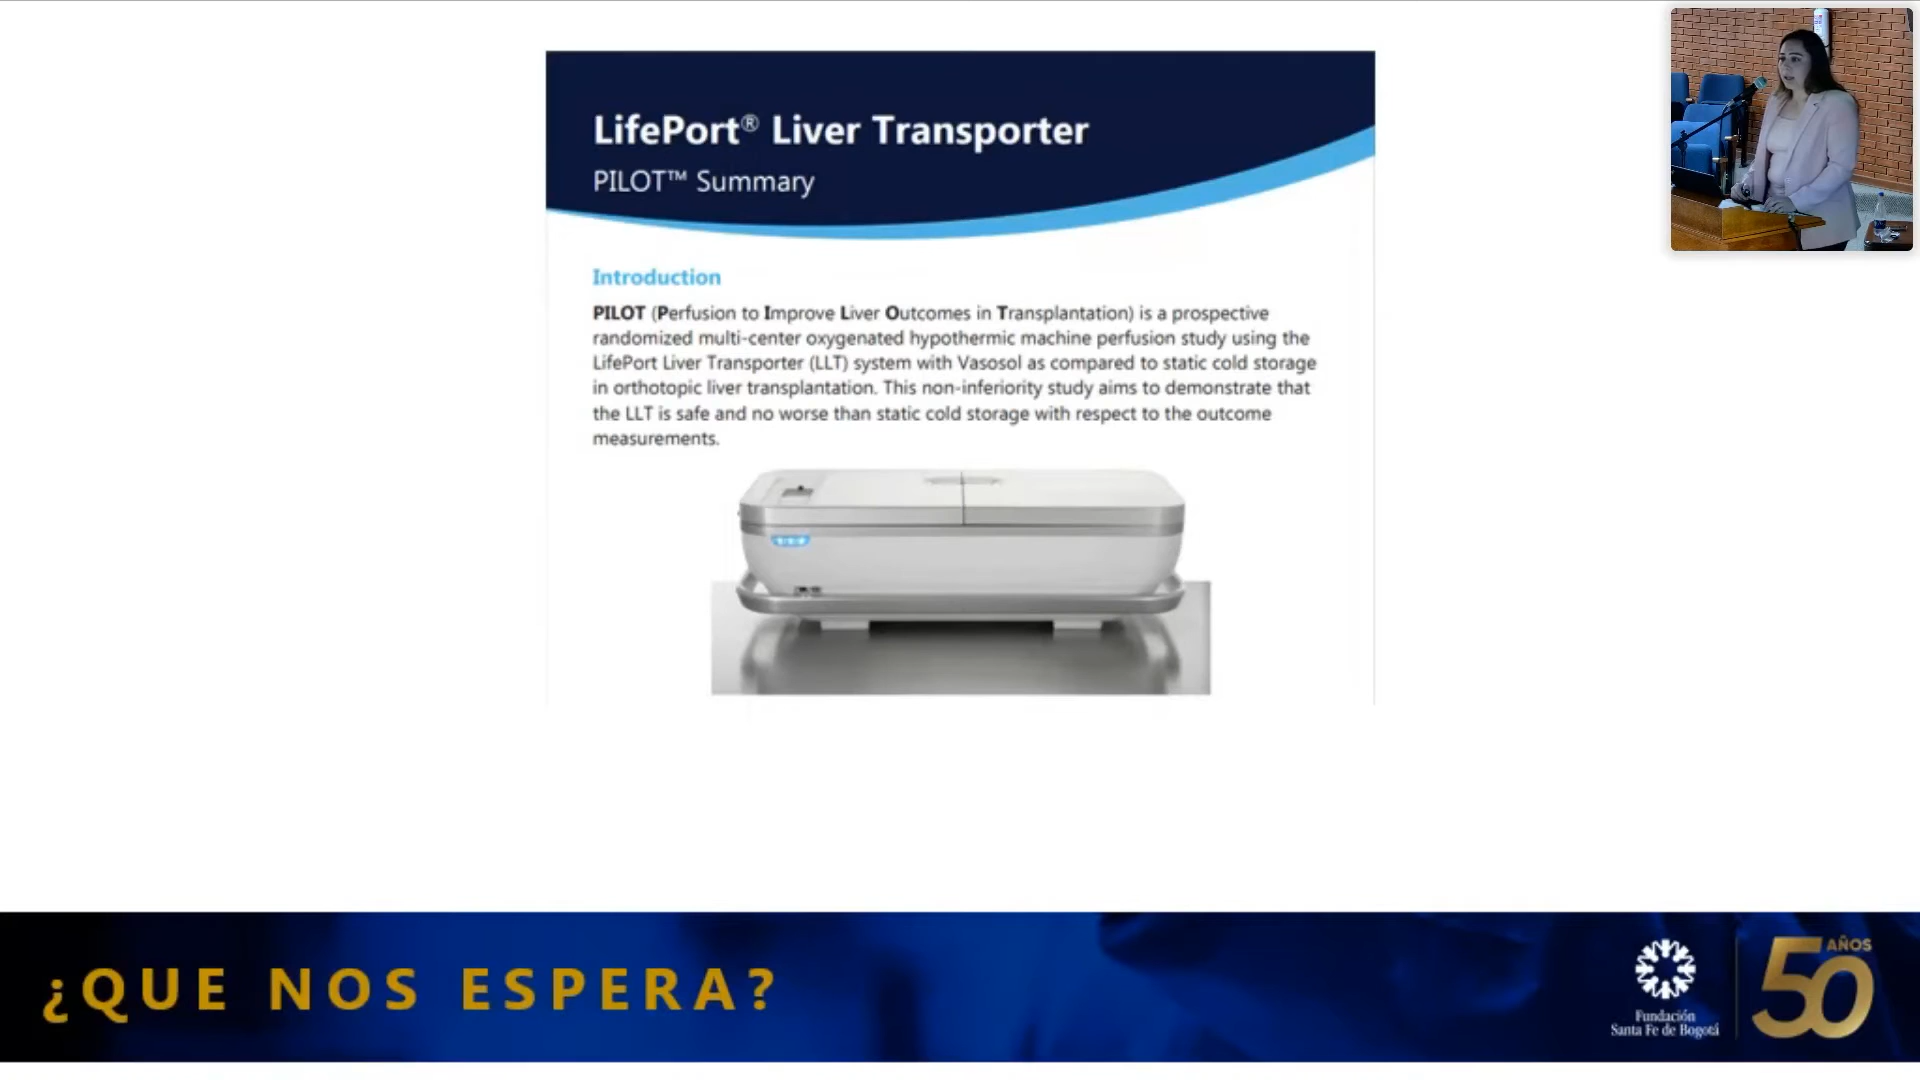 LifePort® Liver Transporter
PILOT™ Summary
Introduction
PILOT (Perfusion to Improve Liver Outcomes in Transplantation) is a prospective
randomized multi-center oxygenated hypothermic machine perfusion study using the
LifePort Liver Transporter (LLT) system with Vasosol as compared to static cold storage
in orthotopic liver transplantation. This non-inferiority study aims to demonstrate that
the LLT is safe and no worse than static cold storage with respect to the outcome
measurements.
¿QUE NOS ESPERA?
Fundación
Santa Fe de Bogotá
50 AÑOS